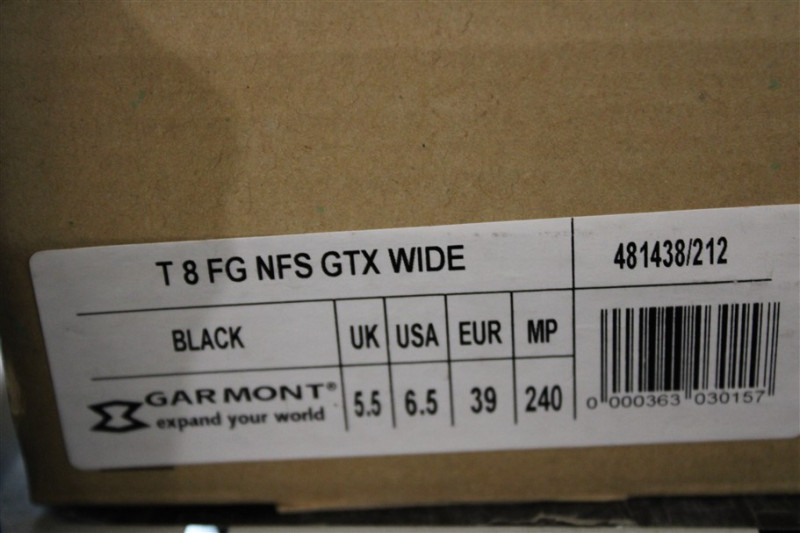 T 8 FG NFS GTX WIDE
481438/212
BLACK UK USA EUR MP
GARMONT®
expand your world
5.5 6.5 39 240
0 000363 030157